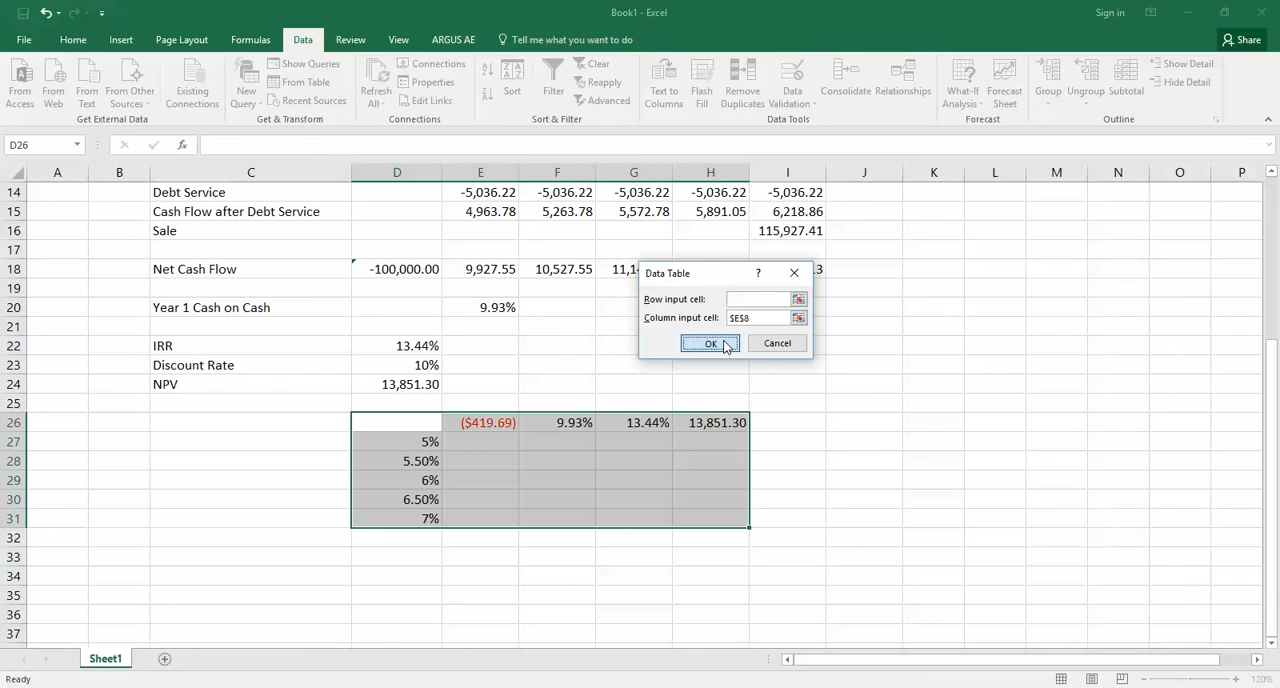 Book1 - Excel
Sign in
File Home Insert Page Layout Formulas Data Review View ARGUS AE Tell me what you want to do Share
From Access
From Web
From Text
From Other Sources
Existing Connections
New Query
Show Queries
From Table
Recent Sources
Refresh All
Connections
Properties
Edit Links
Sort
Filter
Clear
Reapply
Advanced
Text to Columns
Flash Fill
Remove Duplicates
Data Validation
Consolidate
Relationships
What-If Analysis
Forecast Sheet
Group
Ungroup
Subtotal
Show Detail
Hide Detail
Get External Data Get & Transform Connections Sort & Filter Data Tools Forecast Outline
D26 fx
A B C D E F G H I J K L M N O P
14 Debt Service -5,036.22 -5,036.22 -5,036.22 -5,036.22 -5,036.22
15 Cash Flow after Debt Service 4,963.78 5,263.78 5,572.78 5,891.05 6,218.86
16 Sale 115,927.41
17
18 Net Cash Flow -100,000.00 9,927.55 10,527.55
19
20 Year 1 Cash on Cash 9.93%
21
22 IRR 13.44%
23 Discount Rate 10%
24 NPV 13,851.30
25
26 ($419.69) 9.93% 13.44% 13,851.30
27 5%
28 5.50%
29 6%
30 6.50%
31 7%
32
33
34
35
36
37
Data Table ?
Row input cell:
Column input cell: $E$8
OK Cancel
Sheet1
Ready 120%